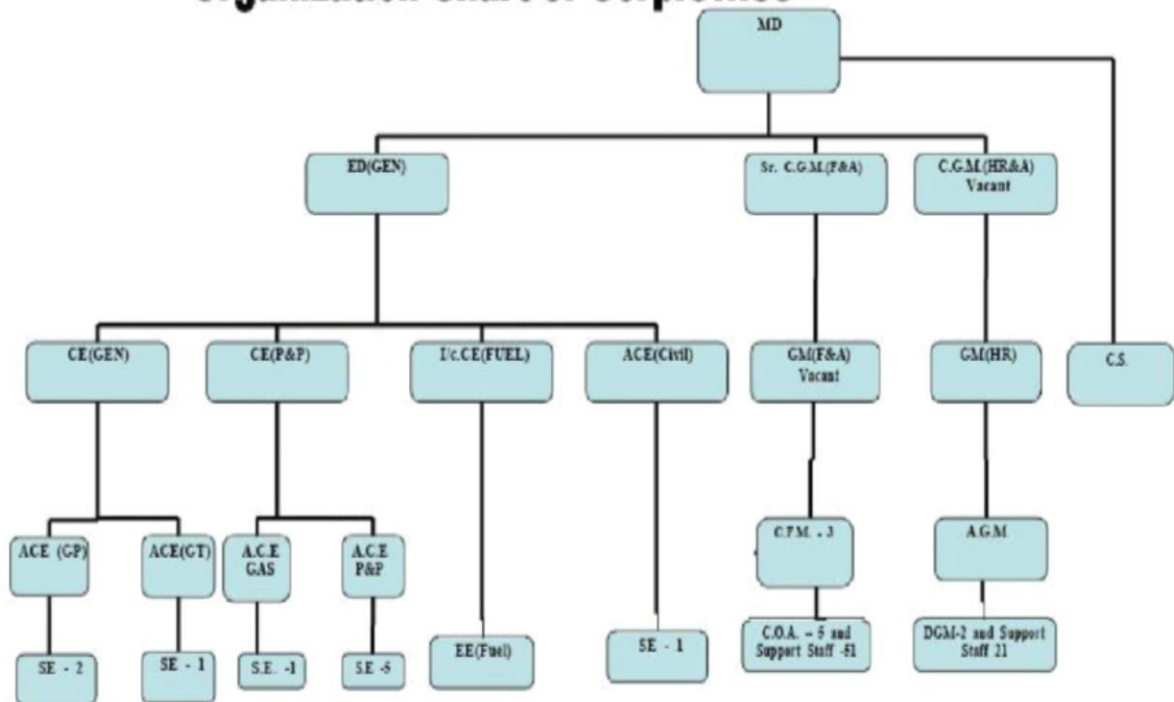 MD
ED(GEN)
Sr. C.G.M.(F&A)
C.G.M.(HR&A)
Vacant
CE(GEN)
CE(P&P)
I/c.CE(FUEL)
ACE(Civil)
GM(F&A)
Vacant
GM(HR)
C.S.
ACE (GP)
ACE(GT)
A.C.E
GAS
A.C.E
P&P
C.F.M. - 3
A.G.M.
SE - 2
SE - 1
S.E. -1
S.E -5
EE(Fuel)
SE - 1
C.O.A. – 5 and
Support Staff -51
DGM-2 and Support
Staff 21